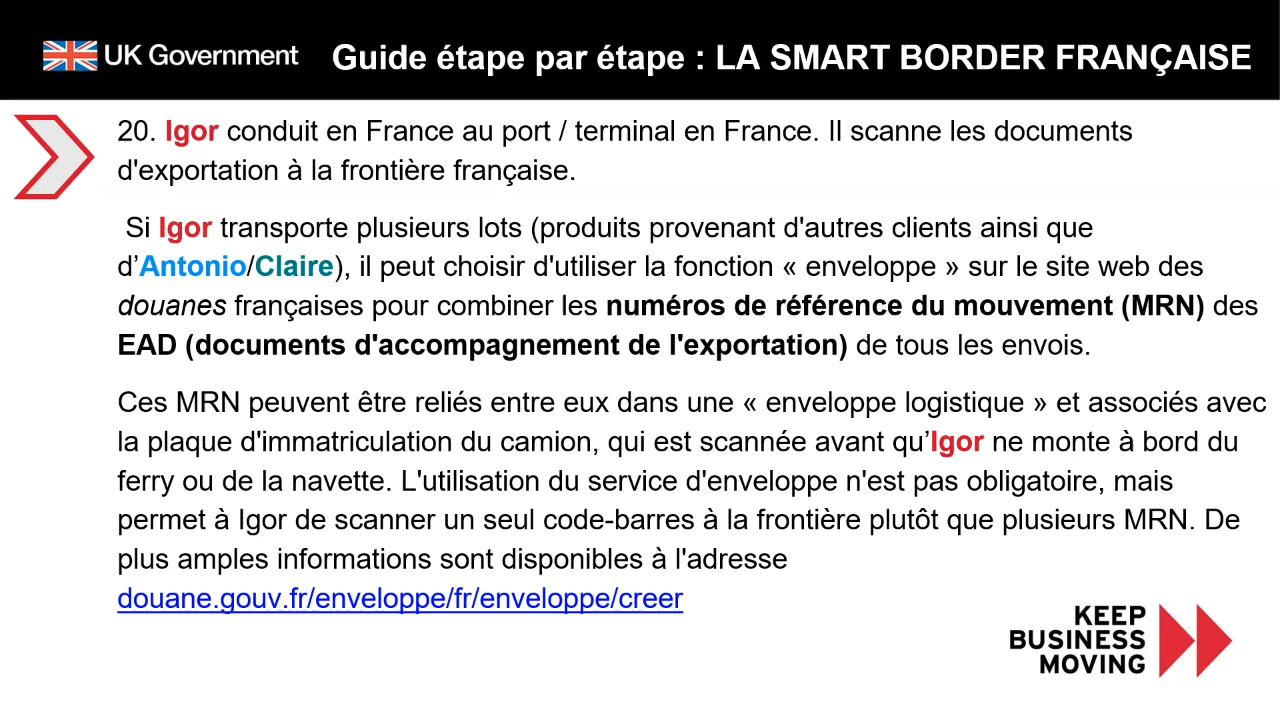 UK Government
Guide étape par étape : LA SMART BORDER FRANÇAISE
20. Igor conduit en France au port / terminal en France. Il scanne les documents
d'exportation à la frontière française.
Si Igor transporte plusieurs lots (produits provenant d'autres clients ainsi que
d’Antonio/Claire), il peut choisir d'utiliser la fonction « enveloppe » sur le site web des
douanes françaises pour combiner les numéros de référence du mouvement (MRN) des
EAD (documents d'accompagnement de l'exportation) de tous les envois.
Ces MRN peuvent être reliés entre eux dans une « enveloppe logistique » et associés avec
la plaque d'immatriculation du camion, qui est scannée avant qu’Igor ne monte à bord du
ferry ou de la navette. L'utilisation du service d'enveloppe n'est pas obligatoire, mais
permet à Igor de scanner un seul code-barres à la frontière plutôt que plusieurs MRN. De
plus amples informations sont disponibles à l'adresse
douane.gouv.fr/enveloppe/fr/enveloppe/creer
KEEP
BUSINESS
MOVING